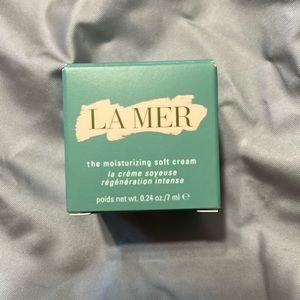 LA MER
the moisturizing soft cream
la crème soyeuse
régénération intense
poids net wt. 0.24 oz./7 ml ℮